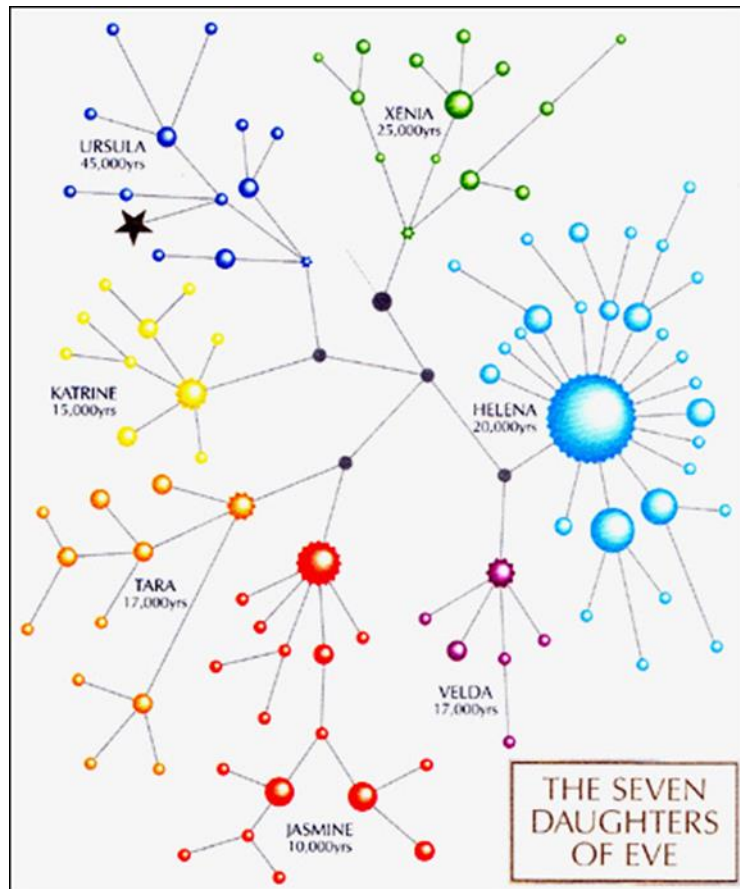 URSULA
45,000yrs
XENIA
25,000yrs
KATRINE
15,000yrs
HELENA
20,000yrs
TARA
17,000yrs
VELDA
17,000yrs
JASMINE
10,000yrs
THE SEVEN
DAUGHTERS
OF EVE